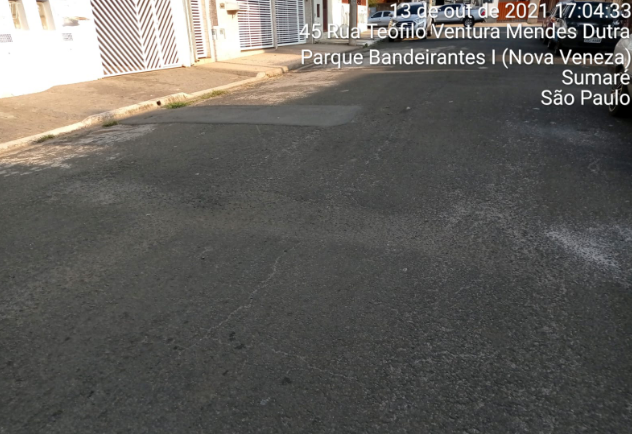 13 de out de 2021 17:04:33
45 Rua Teófilo Ventura Mendes Dutra
Parque Bandeirantes I (Nova Veneza)
Sumaré
São Paulo